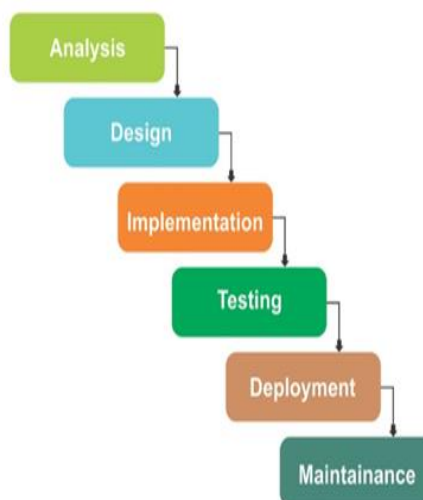 Analysis
Design
Implementation
Testing
Deployment
Maintainance